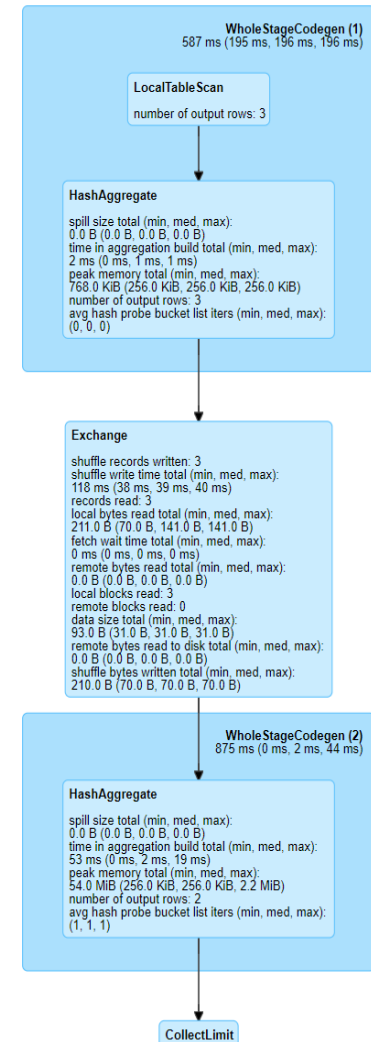 WholeStageCodegen (1)
587 ms (195 ms, 196 ms, 196 ms)
LocalTableScan
number of output rows: 3
HashAggregate
spill size total (min, med, max):
0.0 B (0.0 B, 0.0 B, 0.0 B)
time in aggregation build total (min, med, max):
2 ms (0 ms, 1 ms, 1 ms)
peak memory total (min, med, max):
768.0 KiB (256.0 KiB, 256.0 KiB, 256.0 KiB)
number of output rows: 3
avg hash probe bucket list iters (min, med, max):
(0, 0, 0)
Exchange
shuffle records written: 3
shuffle write time total (min, med, max):
118 ms (38 ms, 39 ms, 40 ms)
records read: 3
local bytes read total (min, med, max):
211.0 B (70.0 B, 141.0 B, 141.0 B)
fetch wait time total (min, med, max):
0 ms (0 ms, 0 ms, 0 ms)
remote bytes read total (min, med, max):
0.0 B (0.0 B, 0.0 B, 0.0 B)
local blocks read: 3
remote blocks read: 0
data size total (min, med, max):
93.0 B (31.0 B, 31.0 B, 31.0 B)
remote bytes read to disk total (min, med, max):
0.0 B (0.0 B, 0.0 B, 0.0 B)
shuffle bytes written total (min, med, max):
210.0 B (70.0 B, 70.0 B, 70.0 B)
WholeStageCodegen (2)
875 ms (0 ms, 2 ms, 44 ms)
HashAggregate
spill size total (min, med, max):
0.0 B (0.0 B, 0.0 B, 0.0 B)
time in aggregation build total (min, med, max):
53 ms (0 ms, 2 ms, 19 ms)
peak memory total (min, med, max):
54.0 MiB (256.0 KiB, 256.0 KiB, 2.2 MiB)
number of output rows: 2
avg hash probe bucket list iters (min, med, max):
(1, 1, 1)
CollectLimit